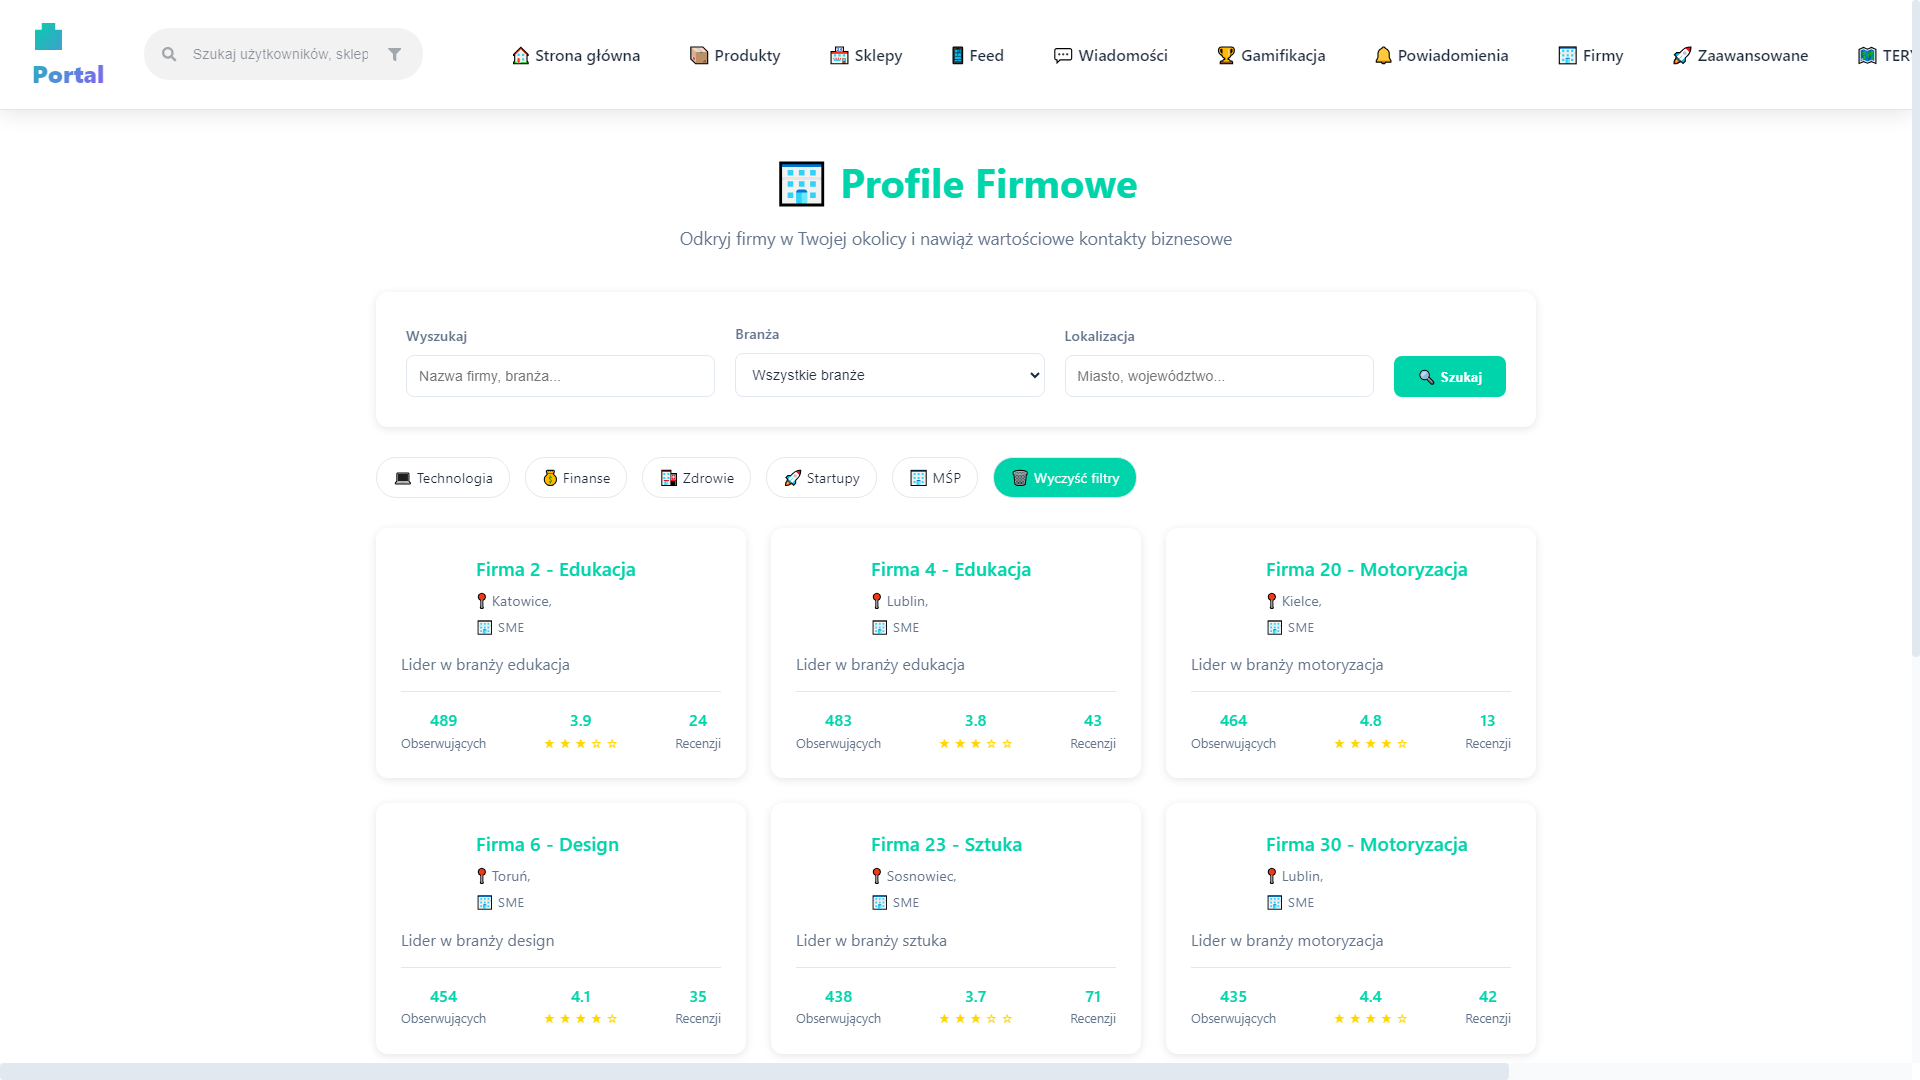 Portal
Szukaj użytkowników, sklep
Strona główna
Produkty
Sklepy
Feed
Wiadomości
Gamifikacja
Powiadomienia
Firmy
Zaawansowane
TERY
Profile Firmowe
Odkryj firmy w Twojej okolicy i nawiąż wartościowe kontakty biznesowe
Wyszukaj
Nazwa firmy, branża...
Branża
Wszystkie branże
Lokalizacja
Miasto, województwo...
Szukaj
Technologia
Finanse
Zdrowie
Startupy
MŚP
Wyczyść filtry
Firma 2 - Edukacja
Katowice,
SME
Lider w branży edukacja
489
Obserwujących
3.9
★ ★ ★ ☆ ☆
24
Recenzji
Firma 4 - Edukacja
Lublin,
SME
Lider w branży edukacja
483
Obserwujących
3.8
★ ★ ★ ☆ ☆
43
Recenzji
Firma 20 - Motoryzacja
Kielce,
SME
Lider w branży motoryzacja
464
Obserwujących
4.8
★ ★ ★ ★ ☆
13
Recenzji
Firma 6 - Design
Toruń,
SME
Lider w branży design
454
Obserwujących
4.1
★ ★ ★ ★ ☆
35
Recenzji
Firma 23 - Sztuka
Sosnowiec,
SME
Lider w branży sztuka
438
Obserwujących
3.7
★ ★ ★ ☆ ☆
71
Recenzji
Firma 30 - Motoryzacja
Lublin,
SME
Lider w branży motoryzacja
435
Obserwujących
4.4
★ ★ ★ ★ ☆
42
Recenzji